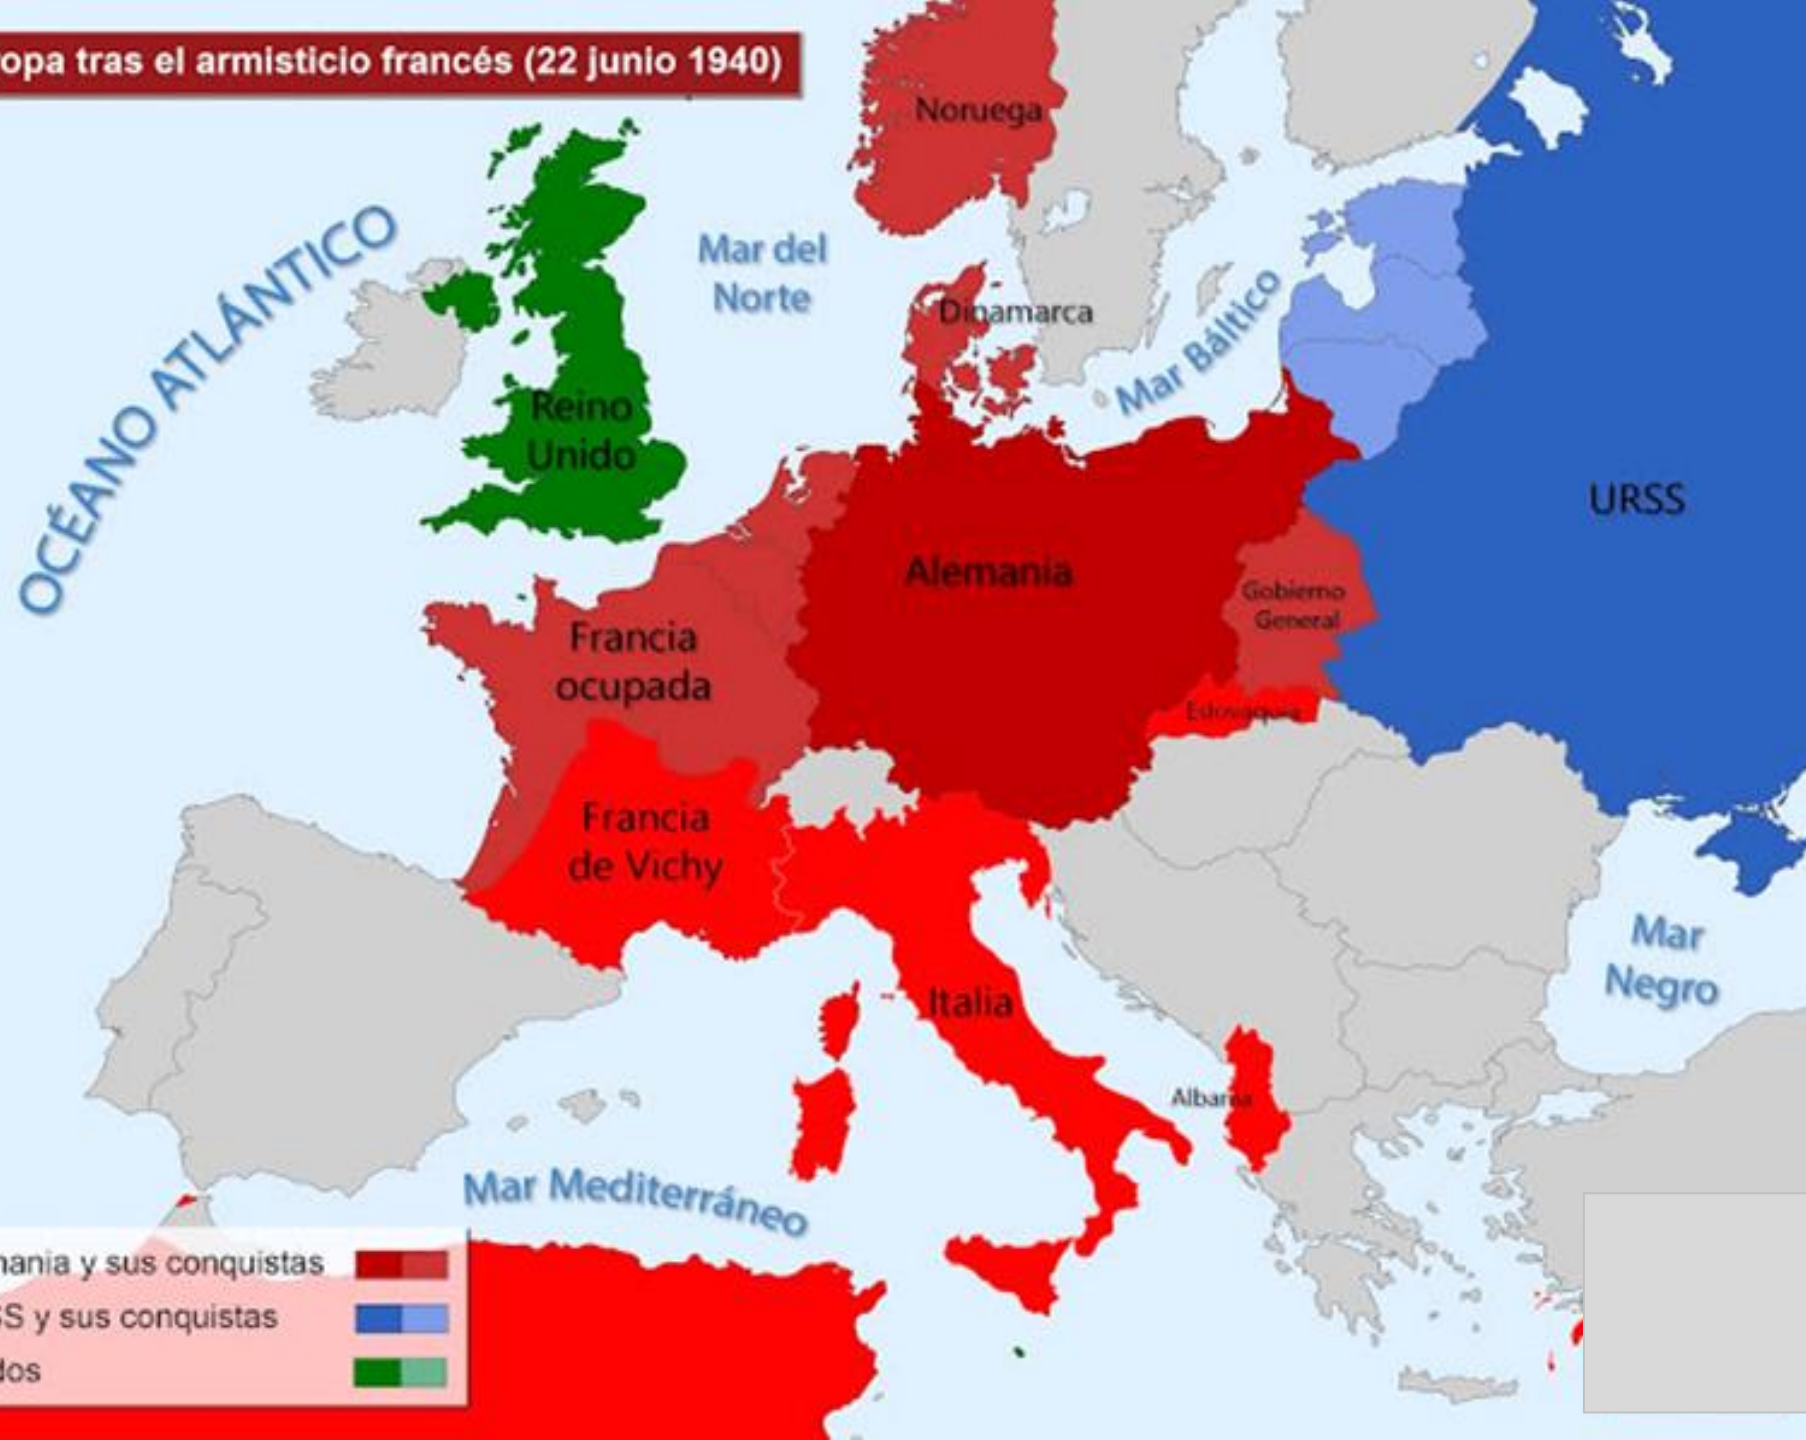 opa tras el armisticio francés (22 junio 1940)
Noruega
OCÉANO ATLÁNTICO
Mar del
Norte
Dinamarca
Mar Báltico
Reino
Unido
URSS
Alemania
Gobierno
General
Francia
ocupada
Eslovaquia
Francia
de Vichy
Mar
Negro
Italia
Albania
Mar Mediterráneo
nania y sus conquistas
SS y sus conquistas
dos